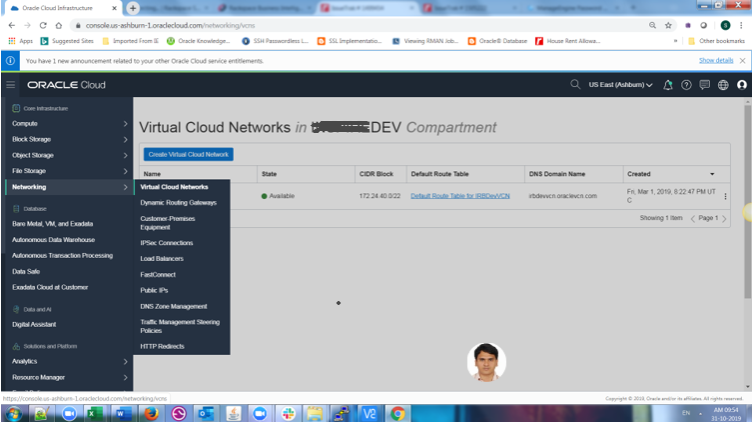 Oracle Cloud Infrastructure
console.us-ashburn-1.oraclecloud.com/networking/vcns
Apps
Suggested Sites
Imported From IE
Oracle Knowledge...
SSH Passwordless L...
SSL Implementatio...
Viewing RMAN Job...
Oracle® Database
House Rent Allowa...
»
Other bookmarks
You have 1 new announcement related to your other Oracle Cloud service entitlements.
Show details
ORACLE Cloud
US East (Ashburn)
Core Infrastructure
Compute
Block Storage
Object Storage
File Storage
Networking
Database
Bare Metal, VM, and Exadata
Autonomous Data Warehouse
Autonomous Transaction Processing
Data Safe
Exadata Cloud at Customer
Data and AI
Digital Assistant
Solutions and Platform
Analytics
Resource Manager
Virtual Cloud Networks
Dynamic Routing Gateways
Customer-Premises
Equipment
IPSec Connections
Load Balancers
FastConnect
Public IPs
DNS Zone Management
Traffic Management Steering
Policies
HTTP Redirects
Virtual Cloud Networks in DEV Compartment
Create Virtual Cloud Network
Name State CIDR Block Default Route Table DNS Domain Name Created
Available 172.24.40.0/22 Default Route Table for IRBDevVCN irbdevvcn.oraclevcn.com Fri, Mar 1, 2019, 8:22:47 PM UT
C
Showing 1 Item Page 1
https://console.us-ashburn-1.oraclecloud.com/networking/vcns
Copyright © 2019, Oracle and/or its affiliates. All rights reserved.
EN
AM 09:54
31-10-2019